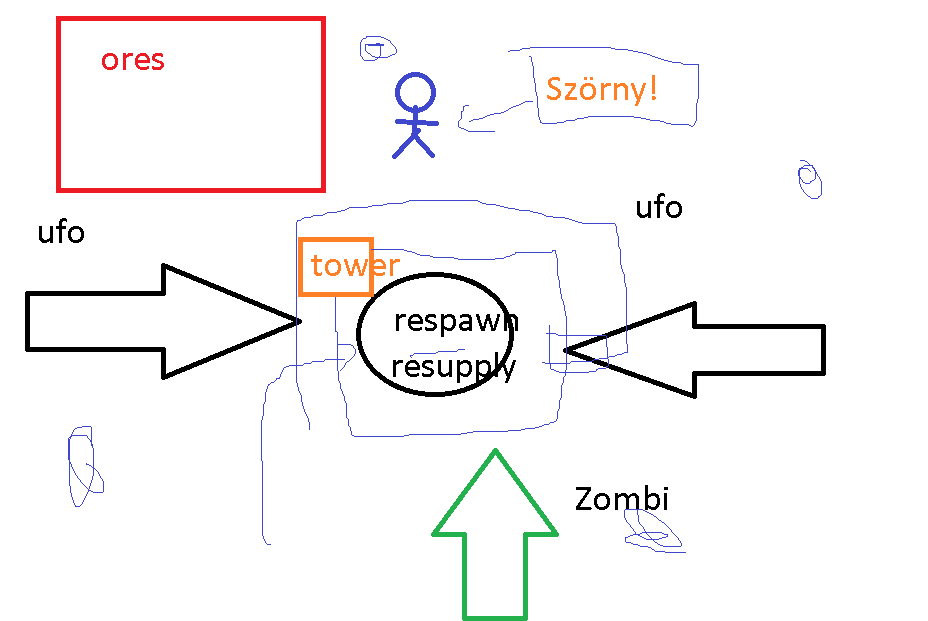 ores
Szörny!
ufo
ufo
tower
respawn
resupply
Zombi